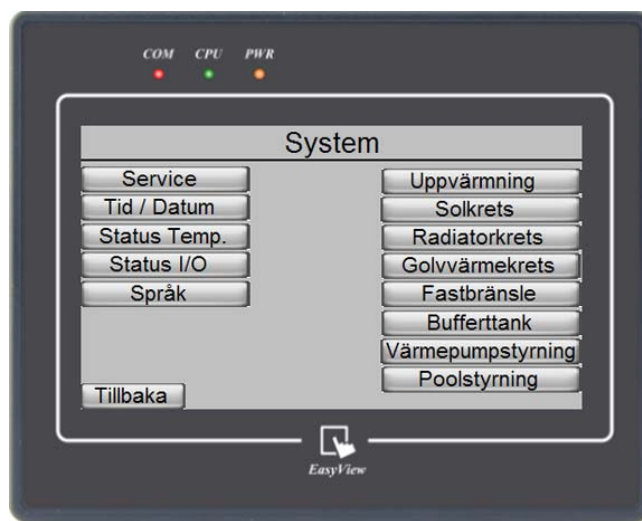 COM CPU PWR
System
Service
Tid / Datum
Status Temp.
Status I/O
Språk
Tillbaka
Uppvärmning
Solkrets
Radiatorkrets
Golvvärmekrets
Fastbränsle
Bufferttank
Värmepumpstyrning
Poolstyrning
EasyView